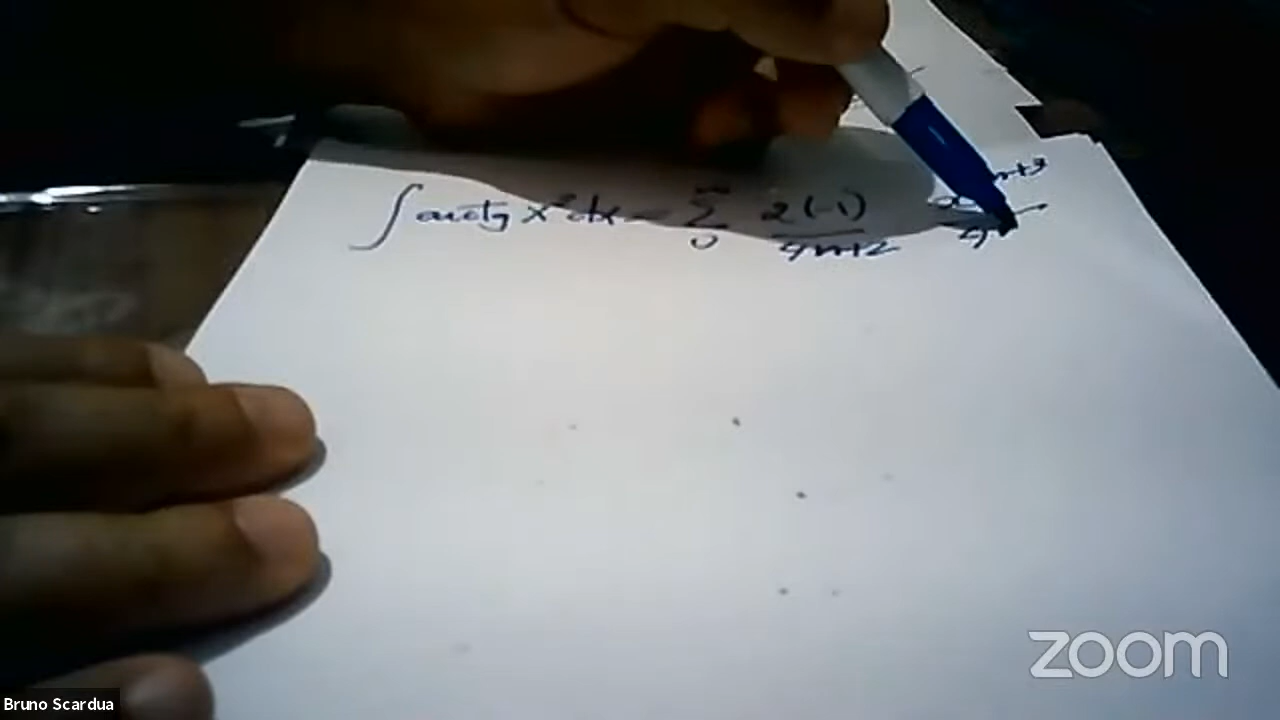 ∫ arctg x² dx = ∑ 2(-1) / 4n+2
∞
0
zoom
Bruno Scardua